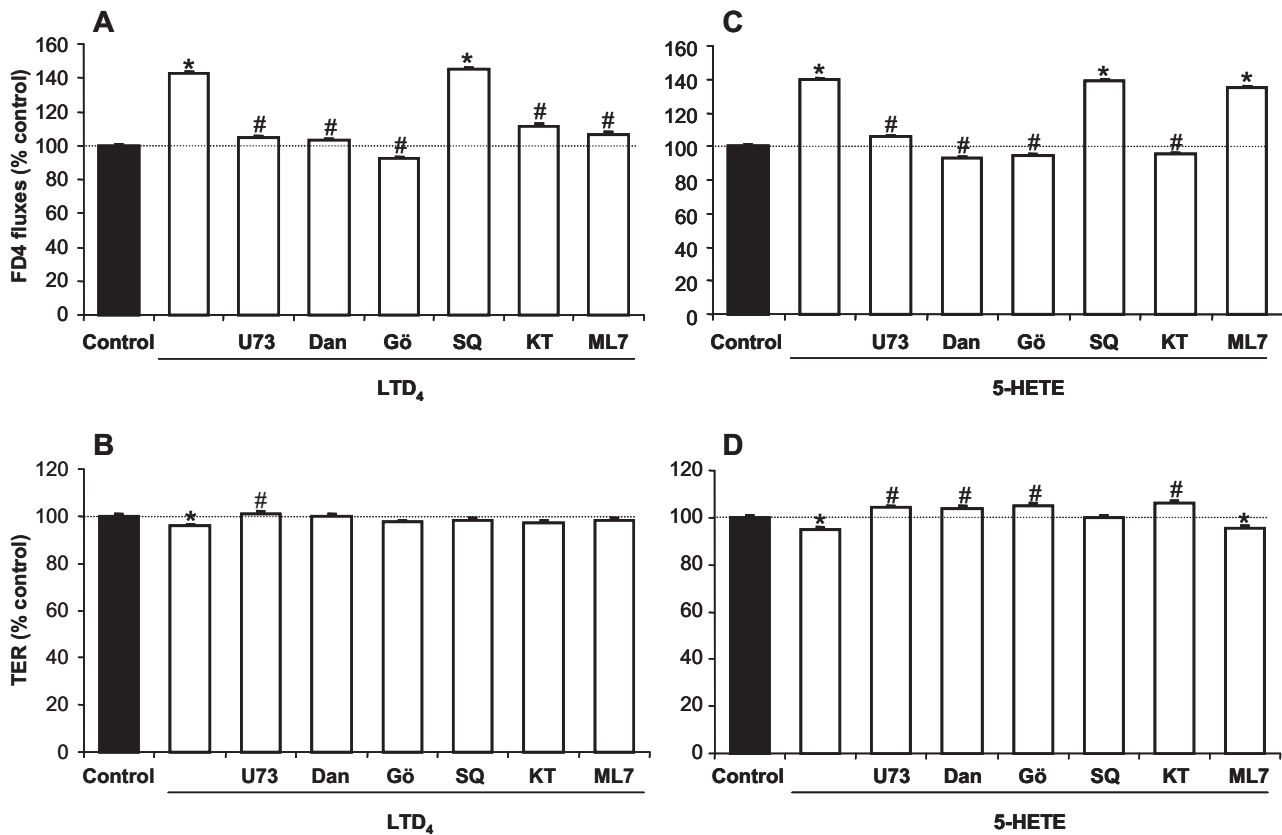 A
FD4 fluxes (% control)
160
140
120
100
80
60
40
20
0
* # # # * # #
Control U73 Dan Gö SQ KT ML7
LTD4
C
160
140
120
100
80
60
40
20
0
* # # # * # *
Control U73 Dan Gö SQ KT ML7
5-HETE
B
TER (% control)
120
100
80
60
40
20
0
* #
Control U73 Dan Gö SQ KT ML7
LTD4
D
120
100
80
60
40
20
0
* # # # # *
Control U73 Dan Gö SQ KT ML7
5-HETE